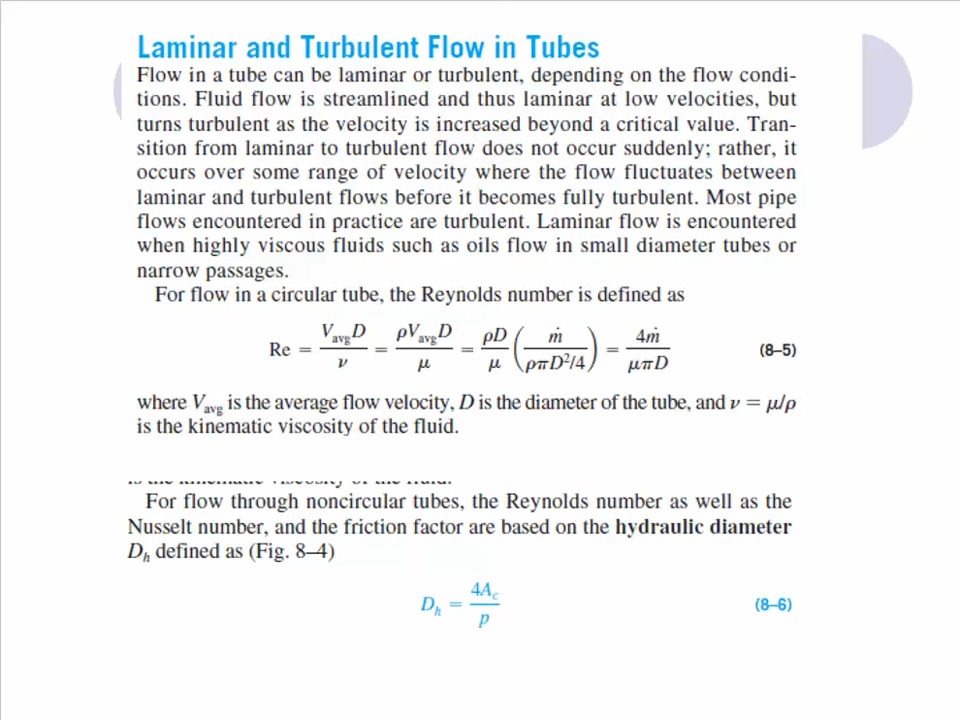 Laminar and Turbulent Flow in Tubes
Flow in a tube can be laminar or turbulent, depending on the flow condi-
tions. Fluid flow is streamlined and thus laminar at low velocities, but
turns turbulent as the velocity is increased beyond a critical value. Tran-
sition from laminar to turbulent flow does not occur suddenly; rather, it
occurs over some range of velocity where the flow fluctuates between
laminar and turbulent flows before it becomes fully turbulent. Most pipe
flows encountered in practice are turbulent. Laminar flow is encountered
when highly viscous fluids such as oils flow in small diameter tubes or
narrow passages.
For flow in a circular tube, the Reynolds number is defined as
Re = V_avg D / ν = ρV_avg D / μ = ρD / μ (ṁ / ρπD²/4) = 4ṁ / μπD (8–5)
where V_avg is the average flow velocity, D is the diameter of the tube, and ν = μ/ρ
is the kinematic viscosity of the fluid.
is the kinematic viscosity of the fluid.
For flow through noncircular tubes, the Reynolds number as well as the
Nusselt number, and the friction factor are based on the hydraulic diameter
D_h defined as (Fig. 8–4)
D_h = 4A_c / p (8–6)